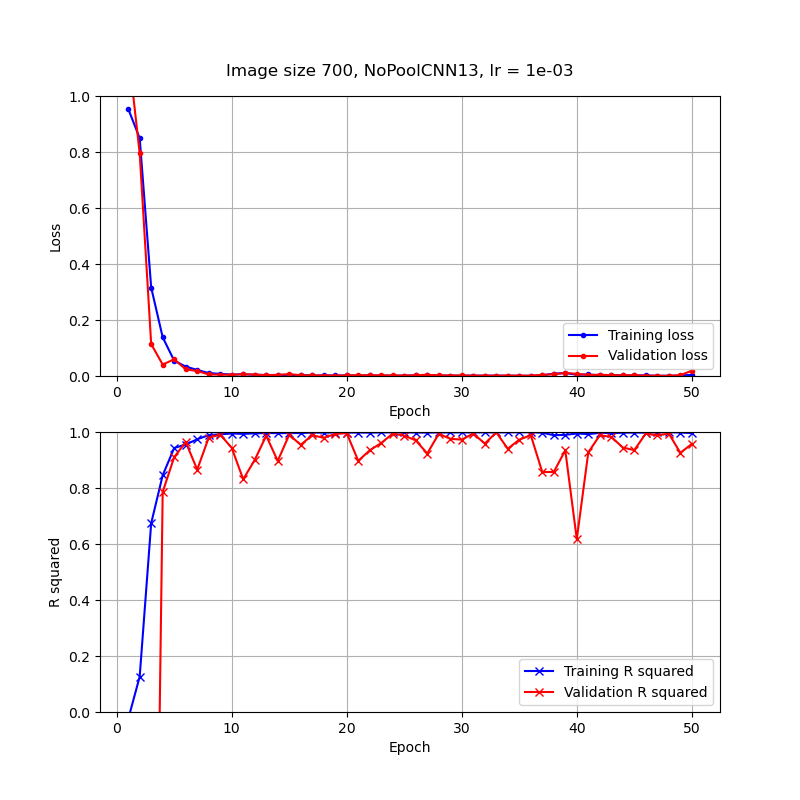 Image size 700, NoPoolCNN13, lr = 1e-03
1.0
0.8
0.6
0.4
0.2
0.0
Loss
Training loss
Validation loss
0 10 20 30 40 50
Epoch
1.0
0.8
0.6
0.4
0.2
0.0
R squared
Training R squared
Validation R squared
0 10 20 30 40 50
Epoch